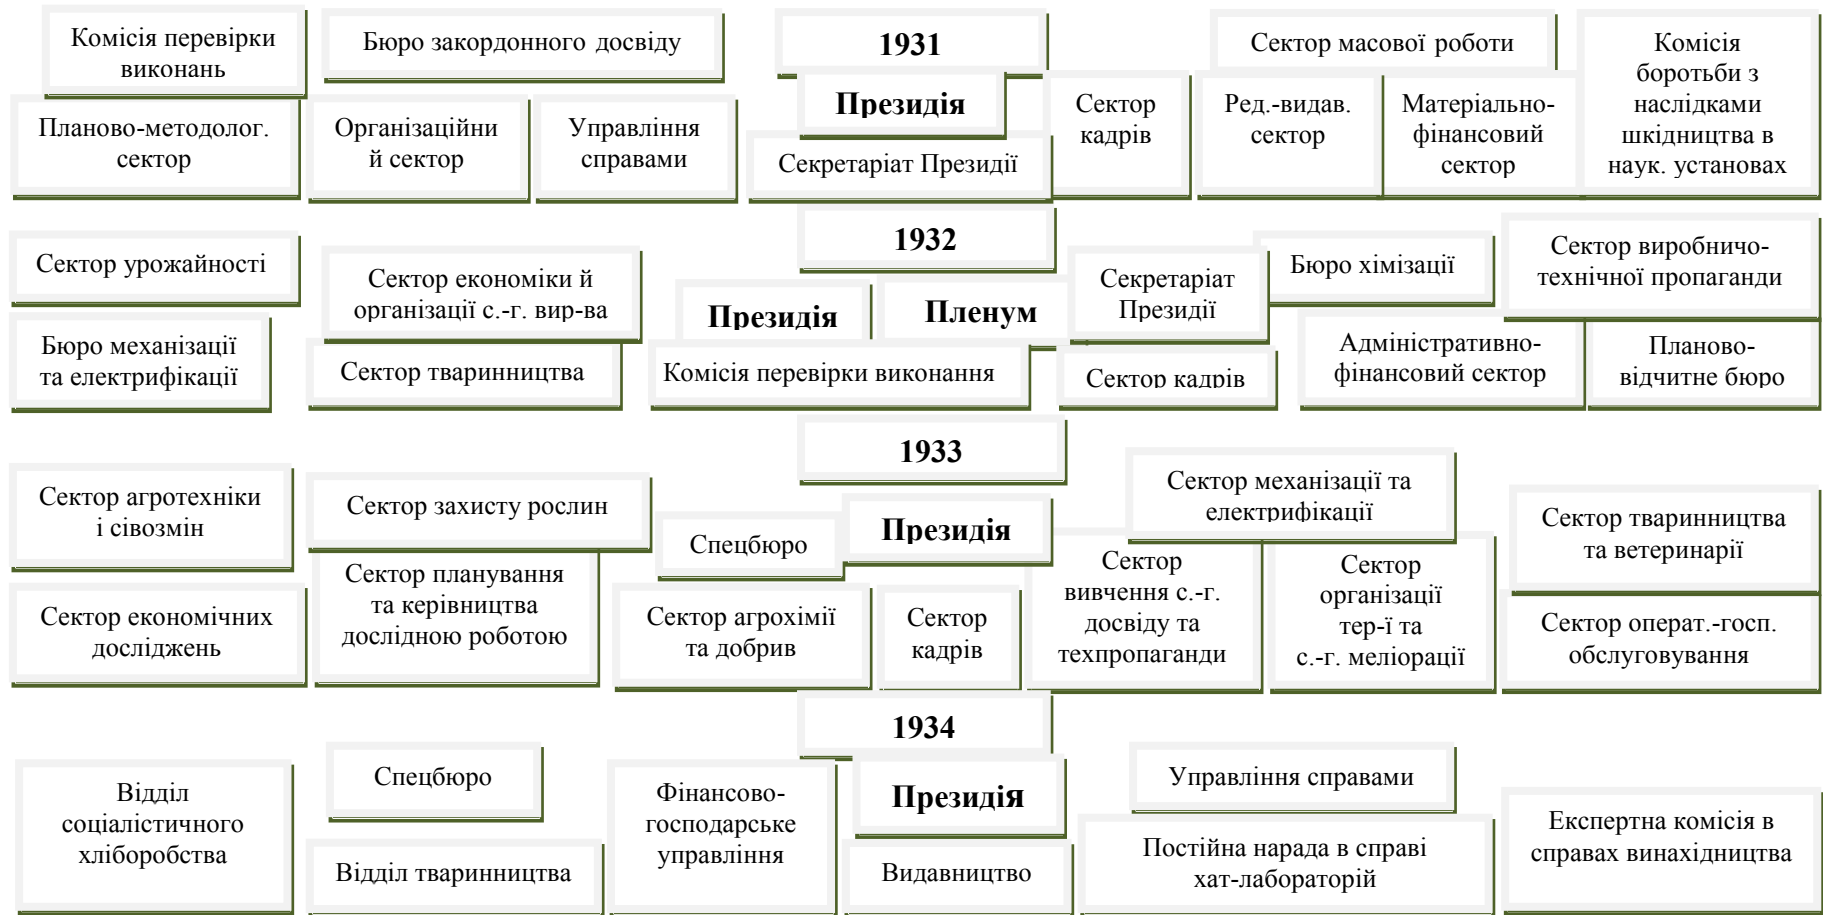 Комісія перевірки
виконань
Бюро закордонного досвіду
1931
Сектор масової роботи
Комісія
боротьби з
наслідками
шкідництва в
наук. установах
Президія
Планово-методолог.
сектор
Організаційни
й сектор
Управління
справами
Секретаріат Президії
Сектор
кадрів
Ред.-видав.
сектор
Матеріально-
фінансовий
сектор
1932
Сектор урожайності
Сектор економіки й
організації с.-г. вир-ва
Президія
Пленум
Секретаріат
Президії
Бюро хімізації
Сектор виробничо-
технічної пропаганди
Бюро механізації
та електрифікації
Сектор тваринництва
Комісія перевірки виконання
Сектор кадрів
Адміністративно-
фінансовий сектор
Планово-
відчитне бюро
1933
Сектор агротехніки
і сівозмін
Сектор захисту рослин
Спецбюро
Президія
Сектор механізації та
електрифікації
Сектор тваринництва
та ветеринарії
Сектор економічних
досліджень
Сектор планування
та керівництва
дослідною роботою
Сектор агрохімії
та добрив
Сектор
кадрів
Сектор
вивчення с.-г.
досвіду та
техпропаганди
Сектор
організації
тер-ї та
с.-г. меліорації
Сектор операт.-госп.
обслуговування
1934
Відділ
соціалістичного
хліборобства
Спецбюро
Фінансово-
господарське
управління
Президія
Управління справами
Експертна комісія в
справах винахідництва
Відділ тваринництва
Видавництво
Постійна нарада в справі
хат-лабораторій